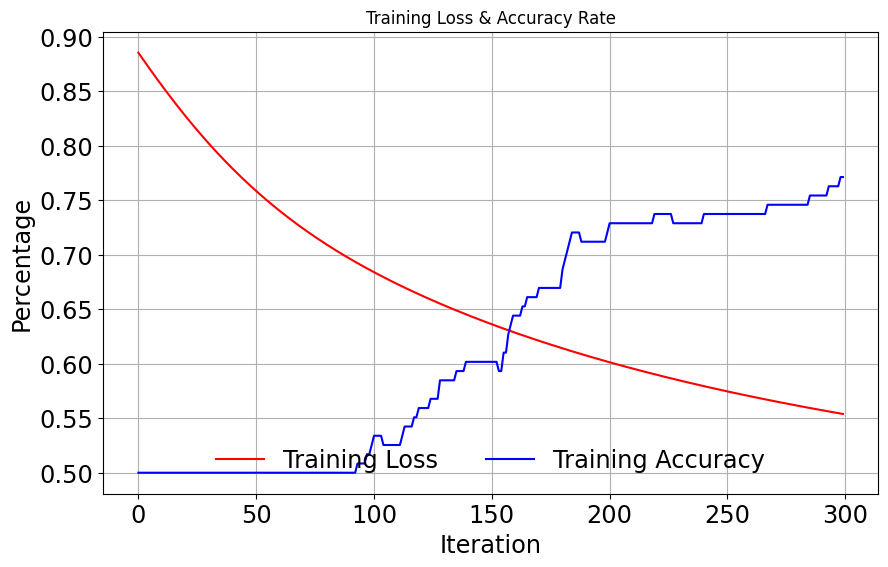 Training Loss & Accuracy Rate
0.90
0.85
0.80
0.75
0.70
0.65
0.60
0.55
0.50
Percentage
Training Loss
Training Accuracy
0 50 100 150 200 250 300
Iteration